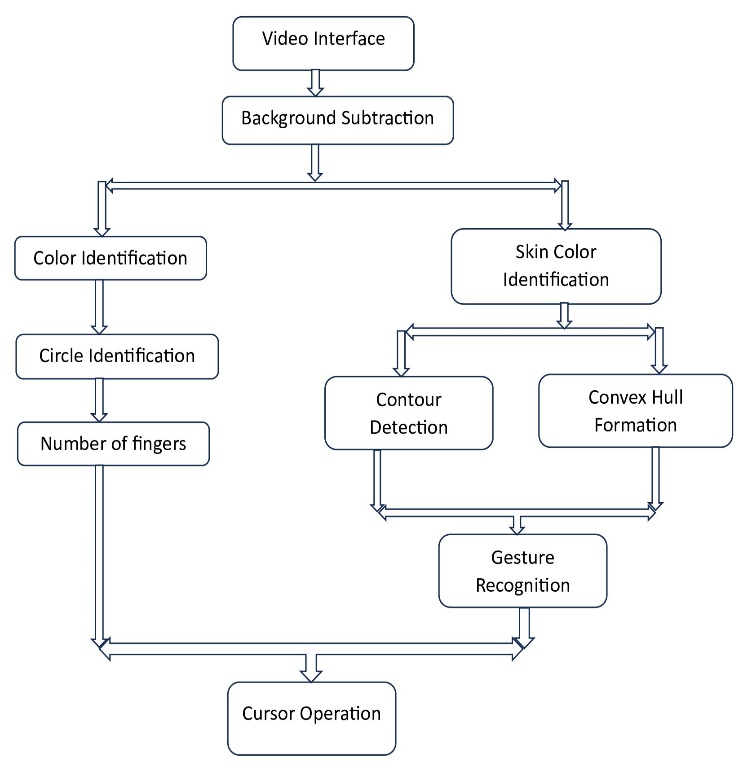 Video Interface
Background Subtraction
Color Identification
Skin Color
Identification
Circle Identification
Contour
Detection
Convex Hull
Formation
Number of fingers
Gesture
Recognition
Cursor Operation